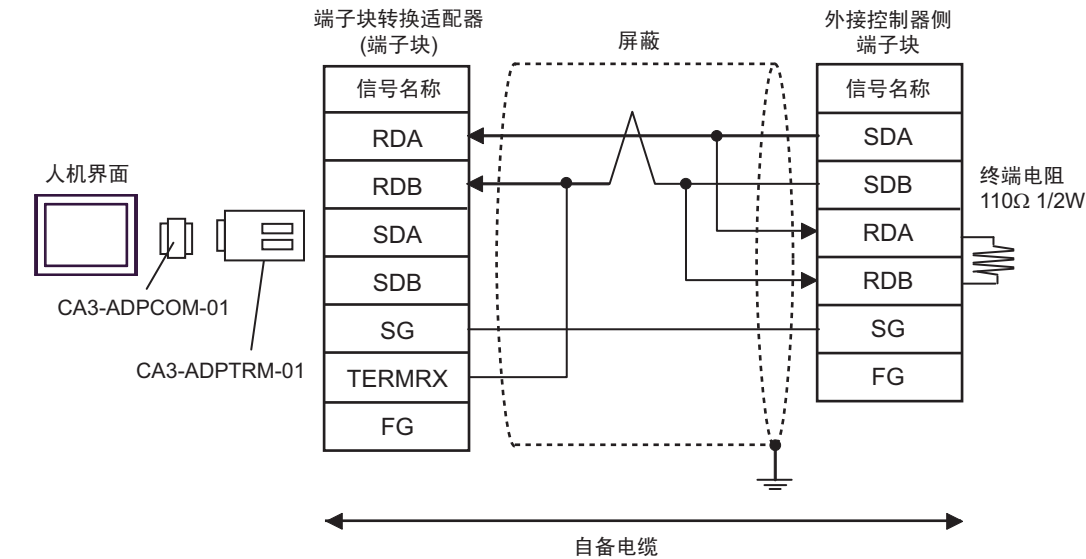 端子块转换适配器
(端子块)
屏蔽
外接控制器侧
端子块
信号名称
RDA
RDB
SDA
SDB
SG
TERMRX
FG
信号名称
SDA
SDB
RDA
RDB
SG
FG
人机界面
CA3-ADPCOM-01
CA3-ADPTRM-01
终端电阻
110Ω 1/2W
自备电缆